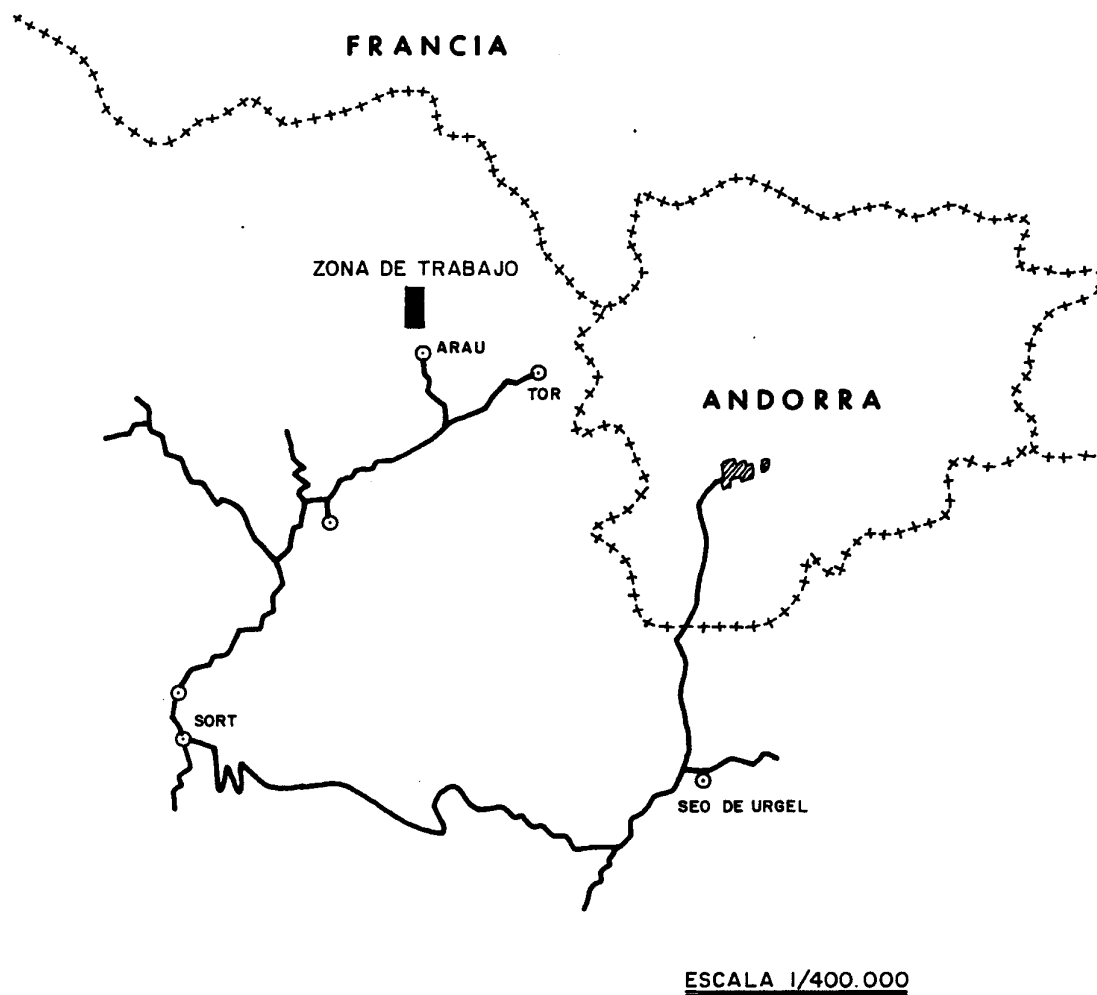 FRANCIA
ZONA DE TRABAJO
ARAU
TOR
ANDORRA
SORT
SEO DE URGEL
ESCALA 1/400.000